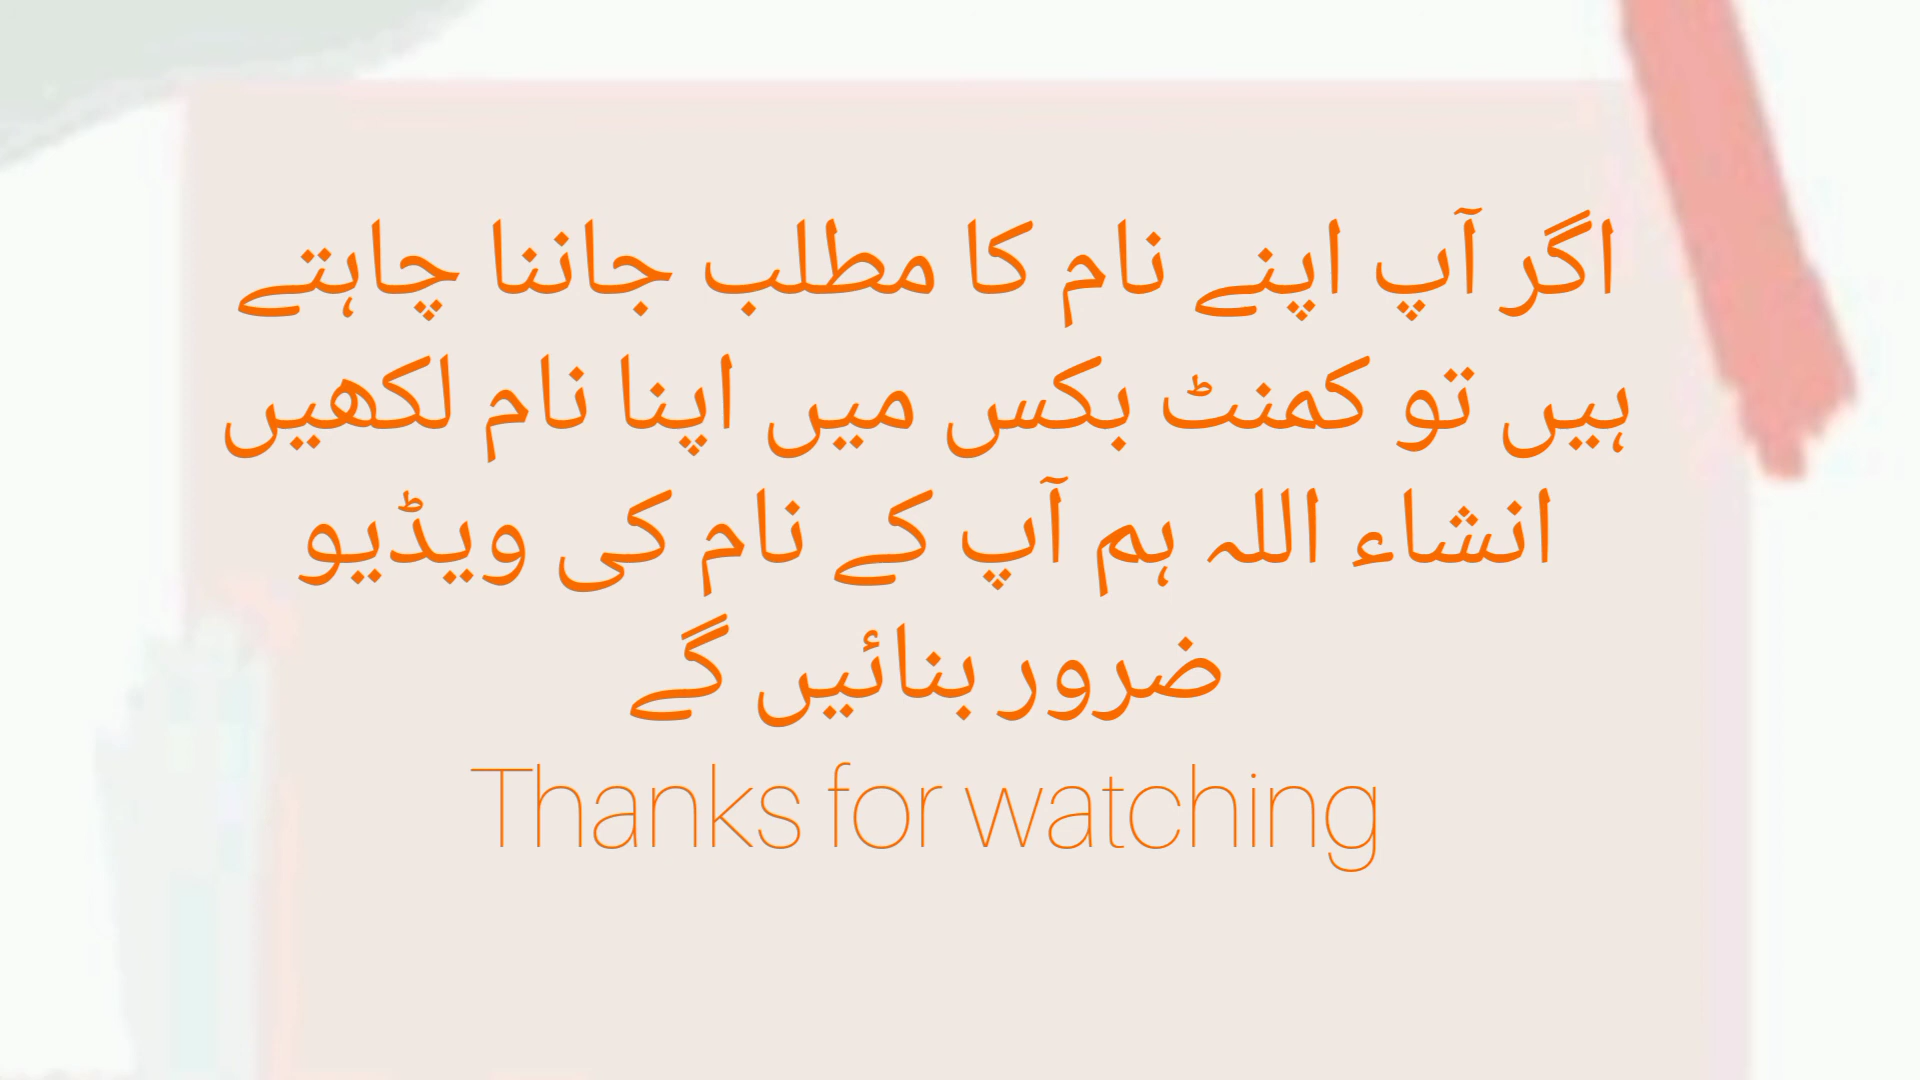 اگر آپ اپنے نام کا مطلب جاننا چاہتے
ہیں تو کمنٹ بکس میں اپنا نام لکھیں
انشاء اللہ ہم آپ کے نام کی ویڈیو
ضرور بنائیں گے
Thanks for watching